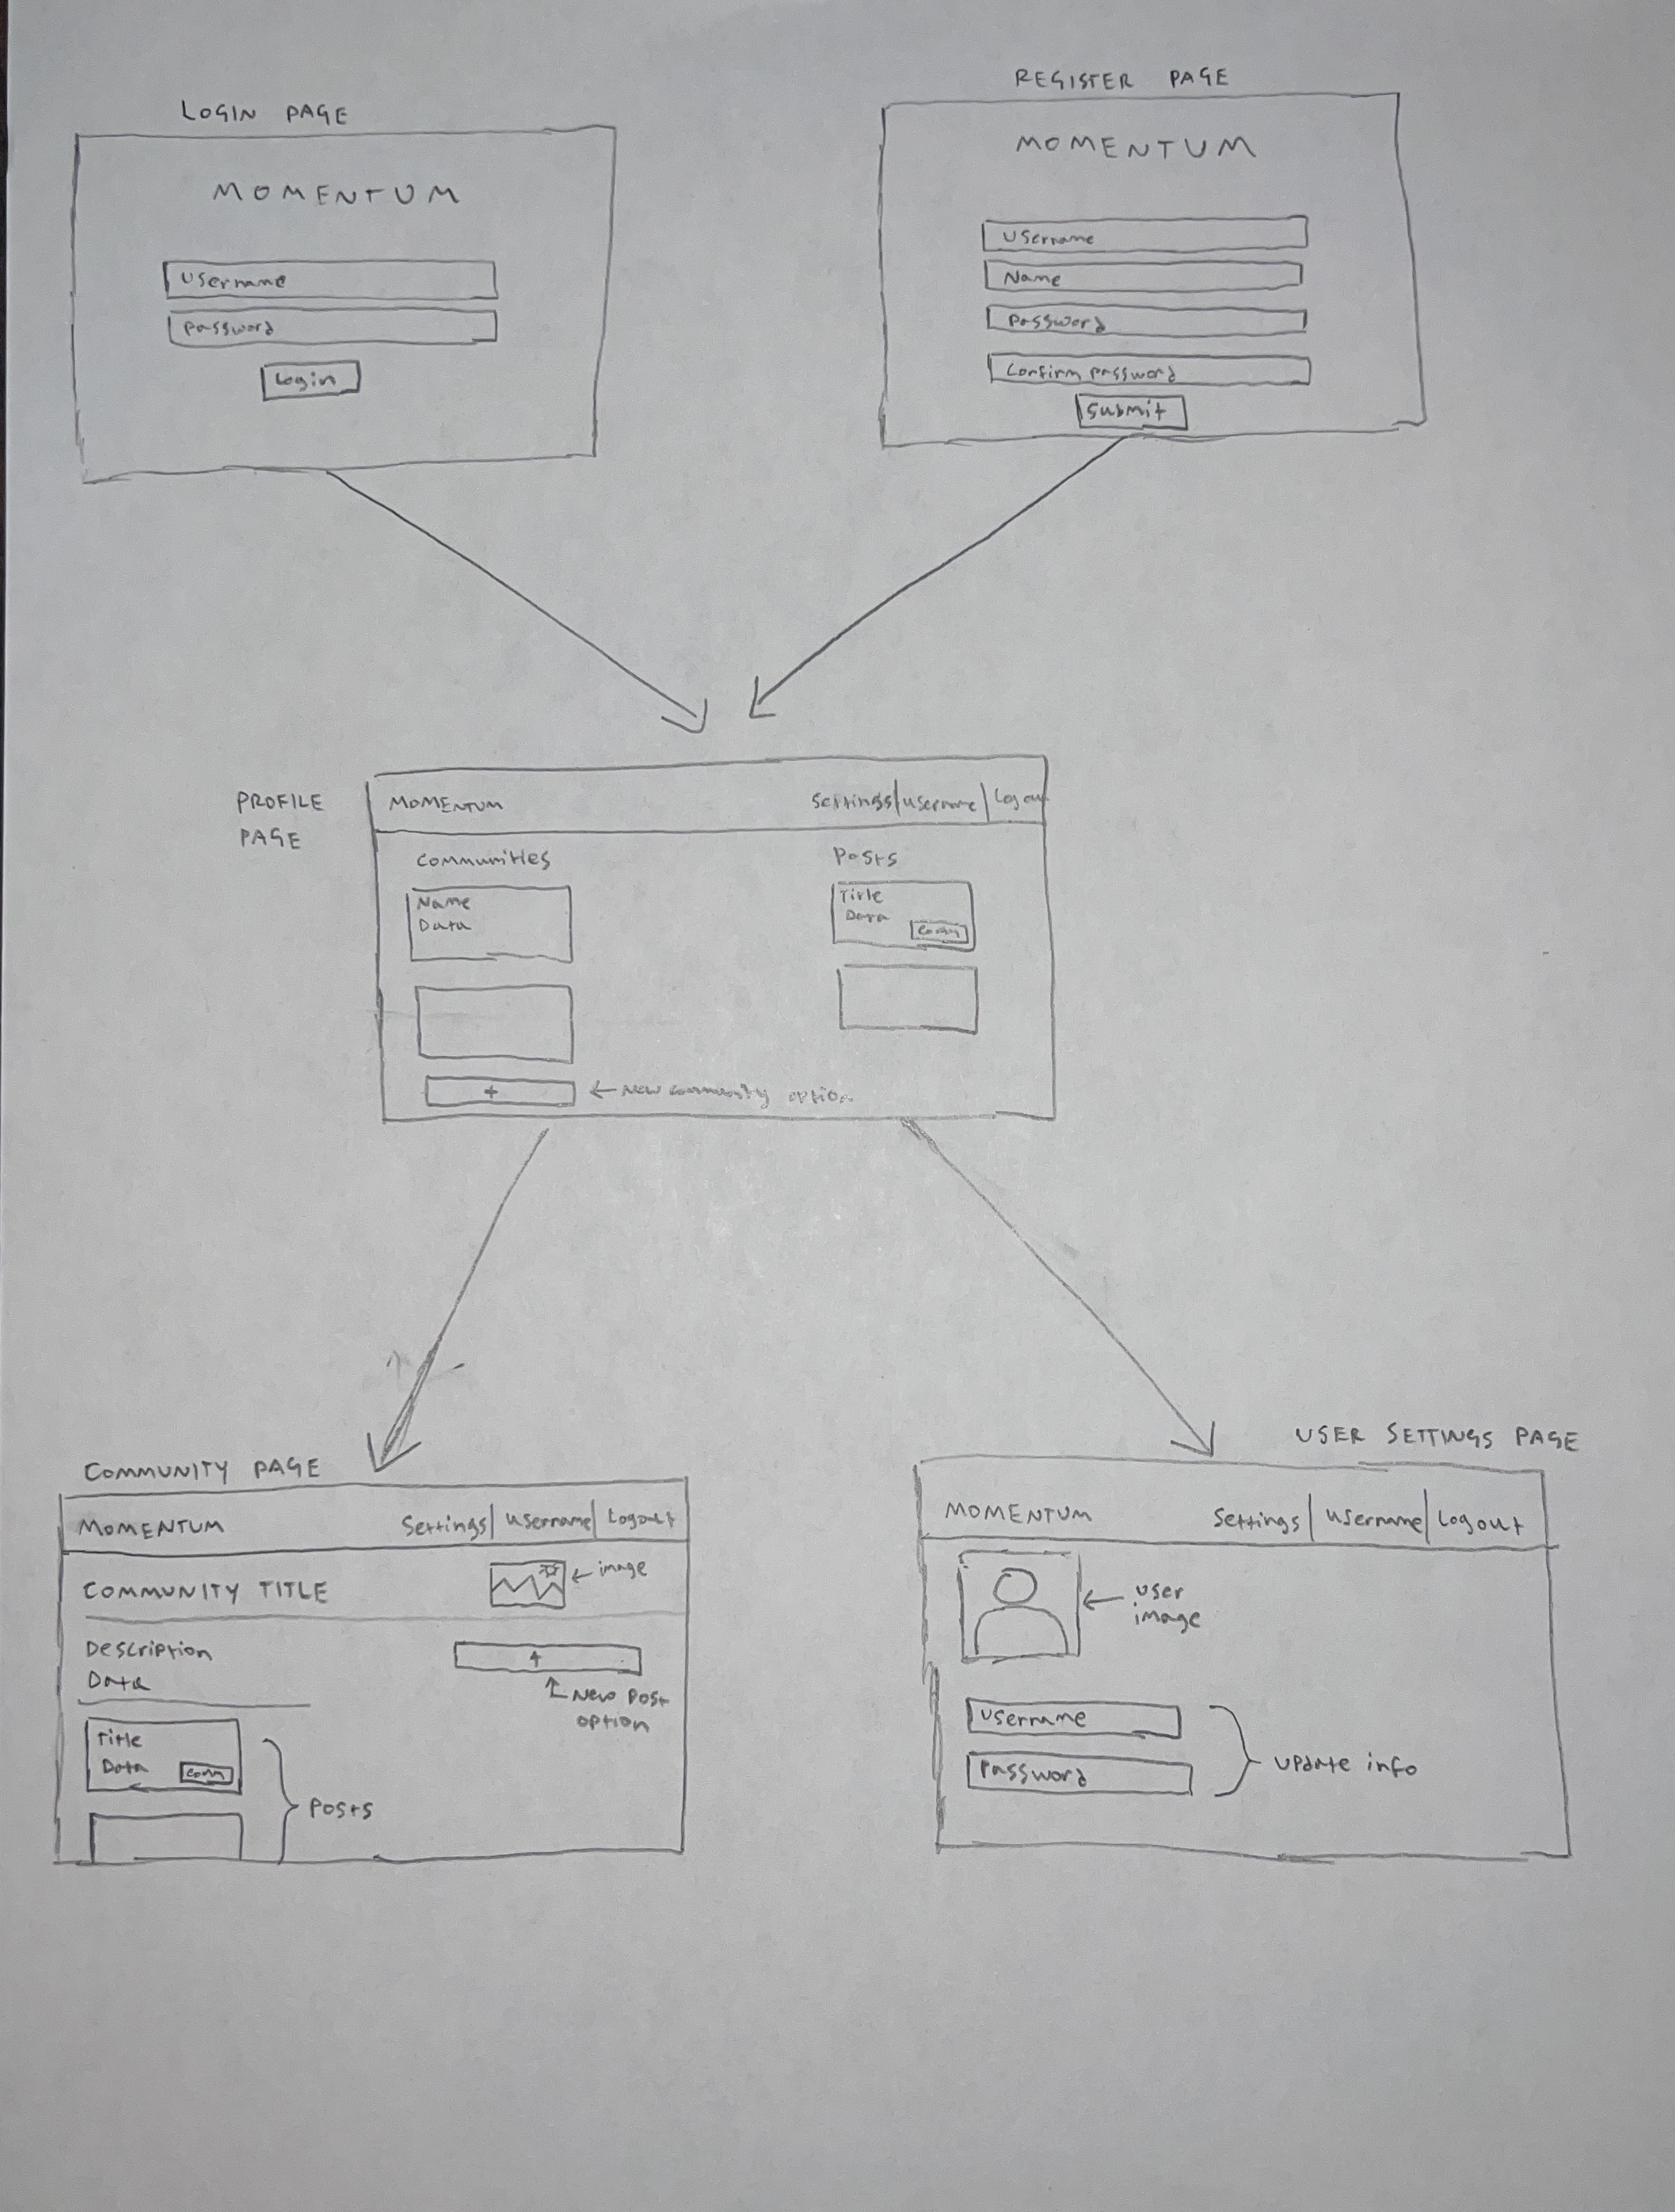 LOGIN PAGE
MOMENTUM
Username
Password
Login
REGISTER PAGE
MOMENTUM
Username
Name
Password
Confirm password
Submit
PROFILE
PAGE
MOMENTUM
Settings | Username | Logout
Communities
Name
Data
+
← New community option
Posts
Title
Data
Comm
COMMUNITY PAGE
MOMENTUM
Settings | Username | Logout
COMMUNITY TITLE
← image
Description
Data
+
New Post
option
Title
Data
Comm
Posts
USER SETTINGS PAGE
MOMENTUM
Settings | Username | Logout
← User
image
Username
Password
Update info